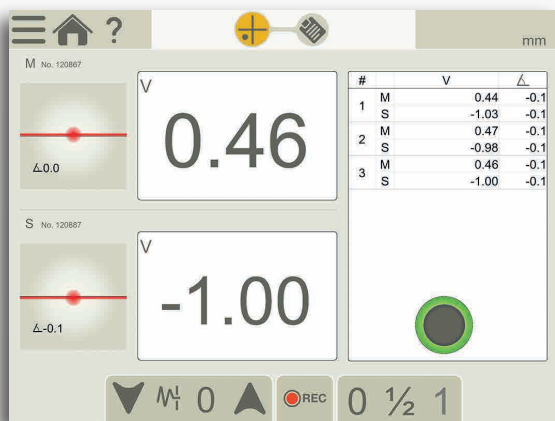 ?
mm
M No. 120867
V
0.46
∡0.0
S No. 120887
V
-1.00
∡-0.1
# V ∡
1 M 0.44 -0.1
S -1.03 -0.1
2 M 0.47 -0.1
S -0.98 -0.1
3 M 0.46 -0.1
S -1.00 -0.1
0 REC 0 ½ 1